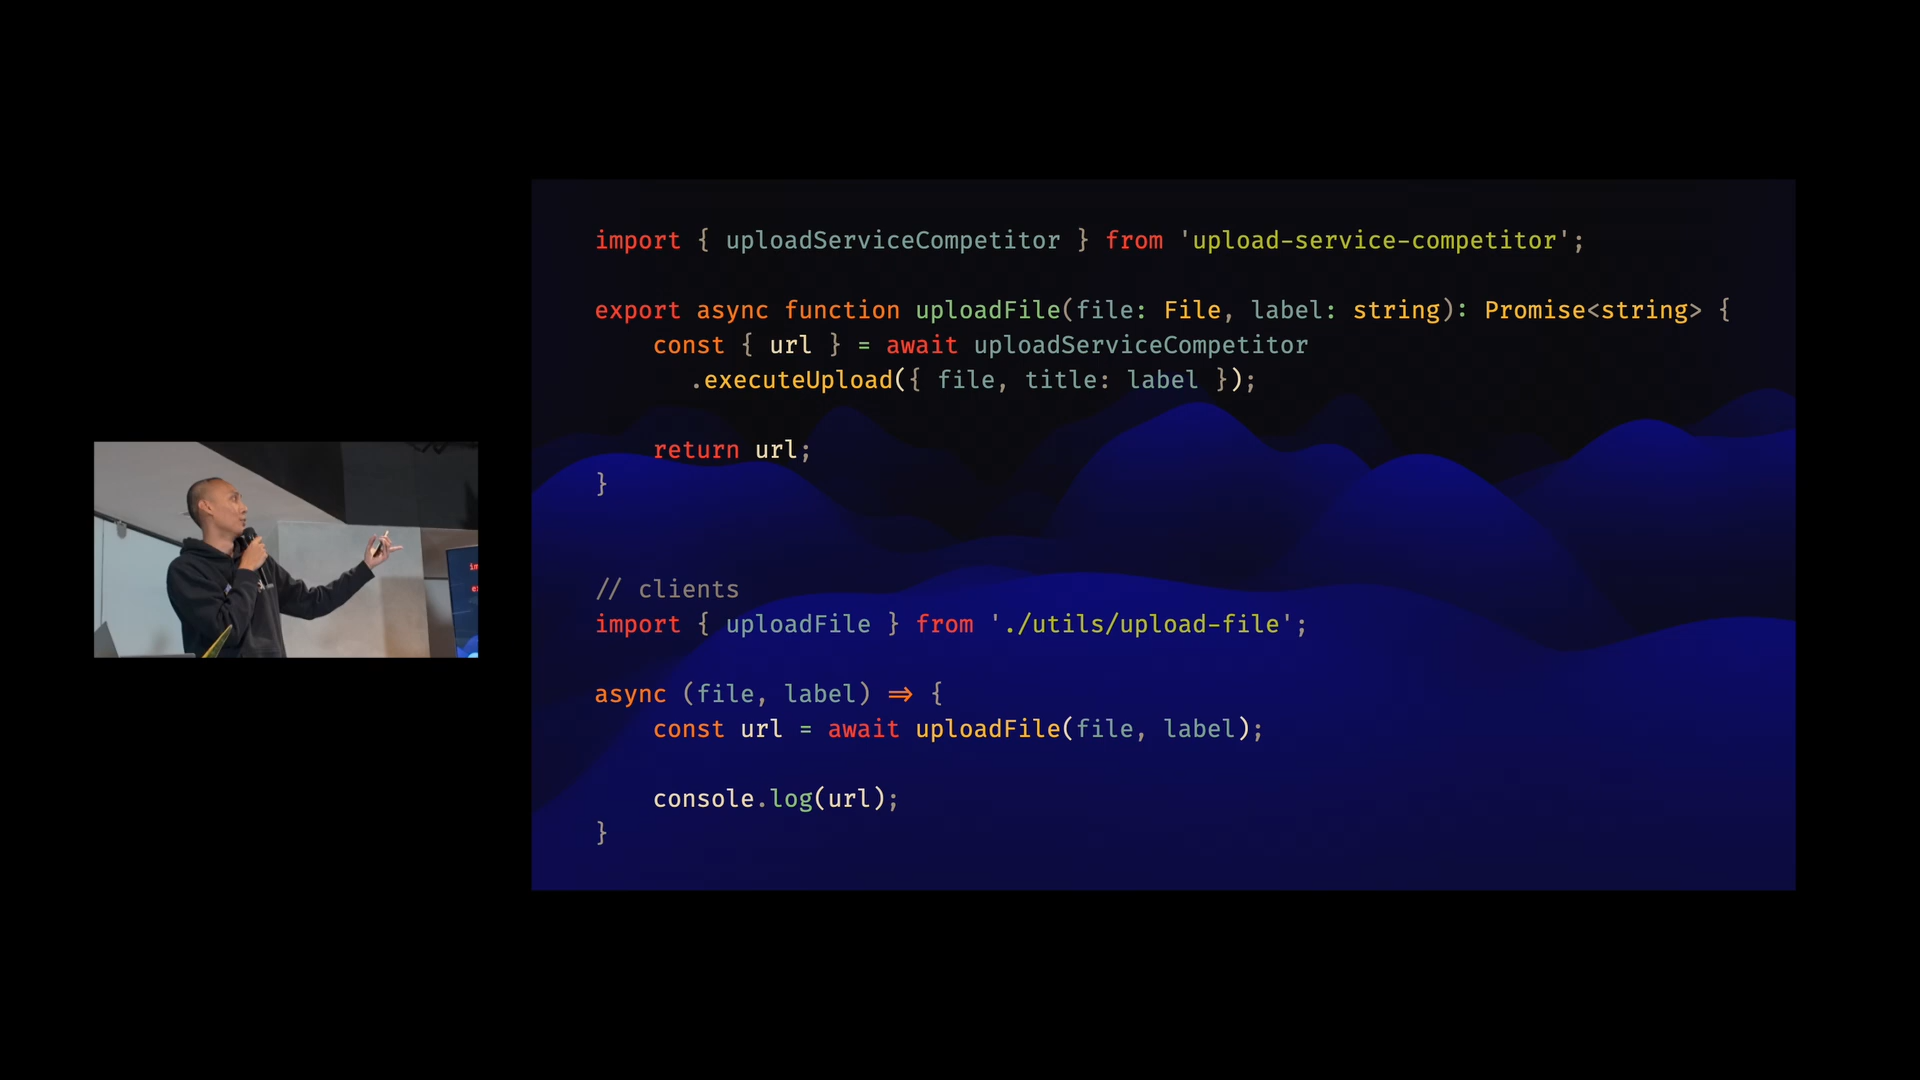 import { uploadServiceCompetitor } from 'upload-service-competitor';
export async function uploadFile(file: File, label: string): Promise<string> {
const { url } = await uploadServiceCompetitor
.executeUpload({ file, title: label });
return url;
}
// clients
import { uploadFile } from './utils/upload-file';
async (file, label) => {
const url = await uploadFile(file, label);
console.log(url);
}